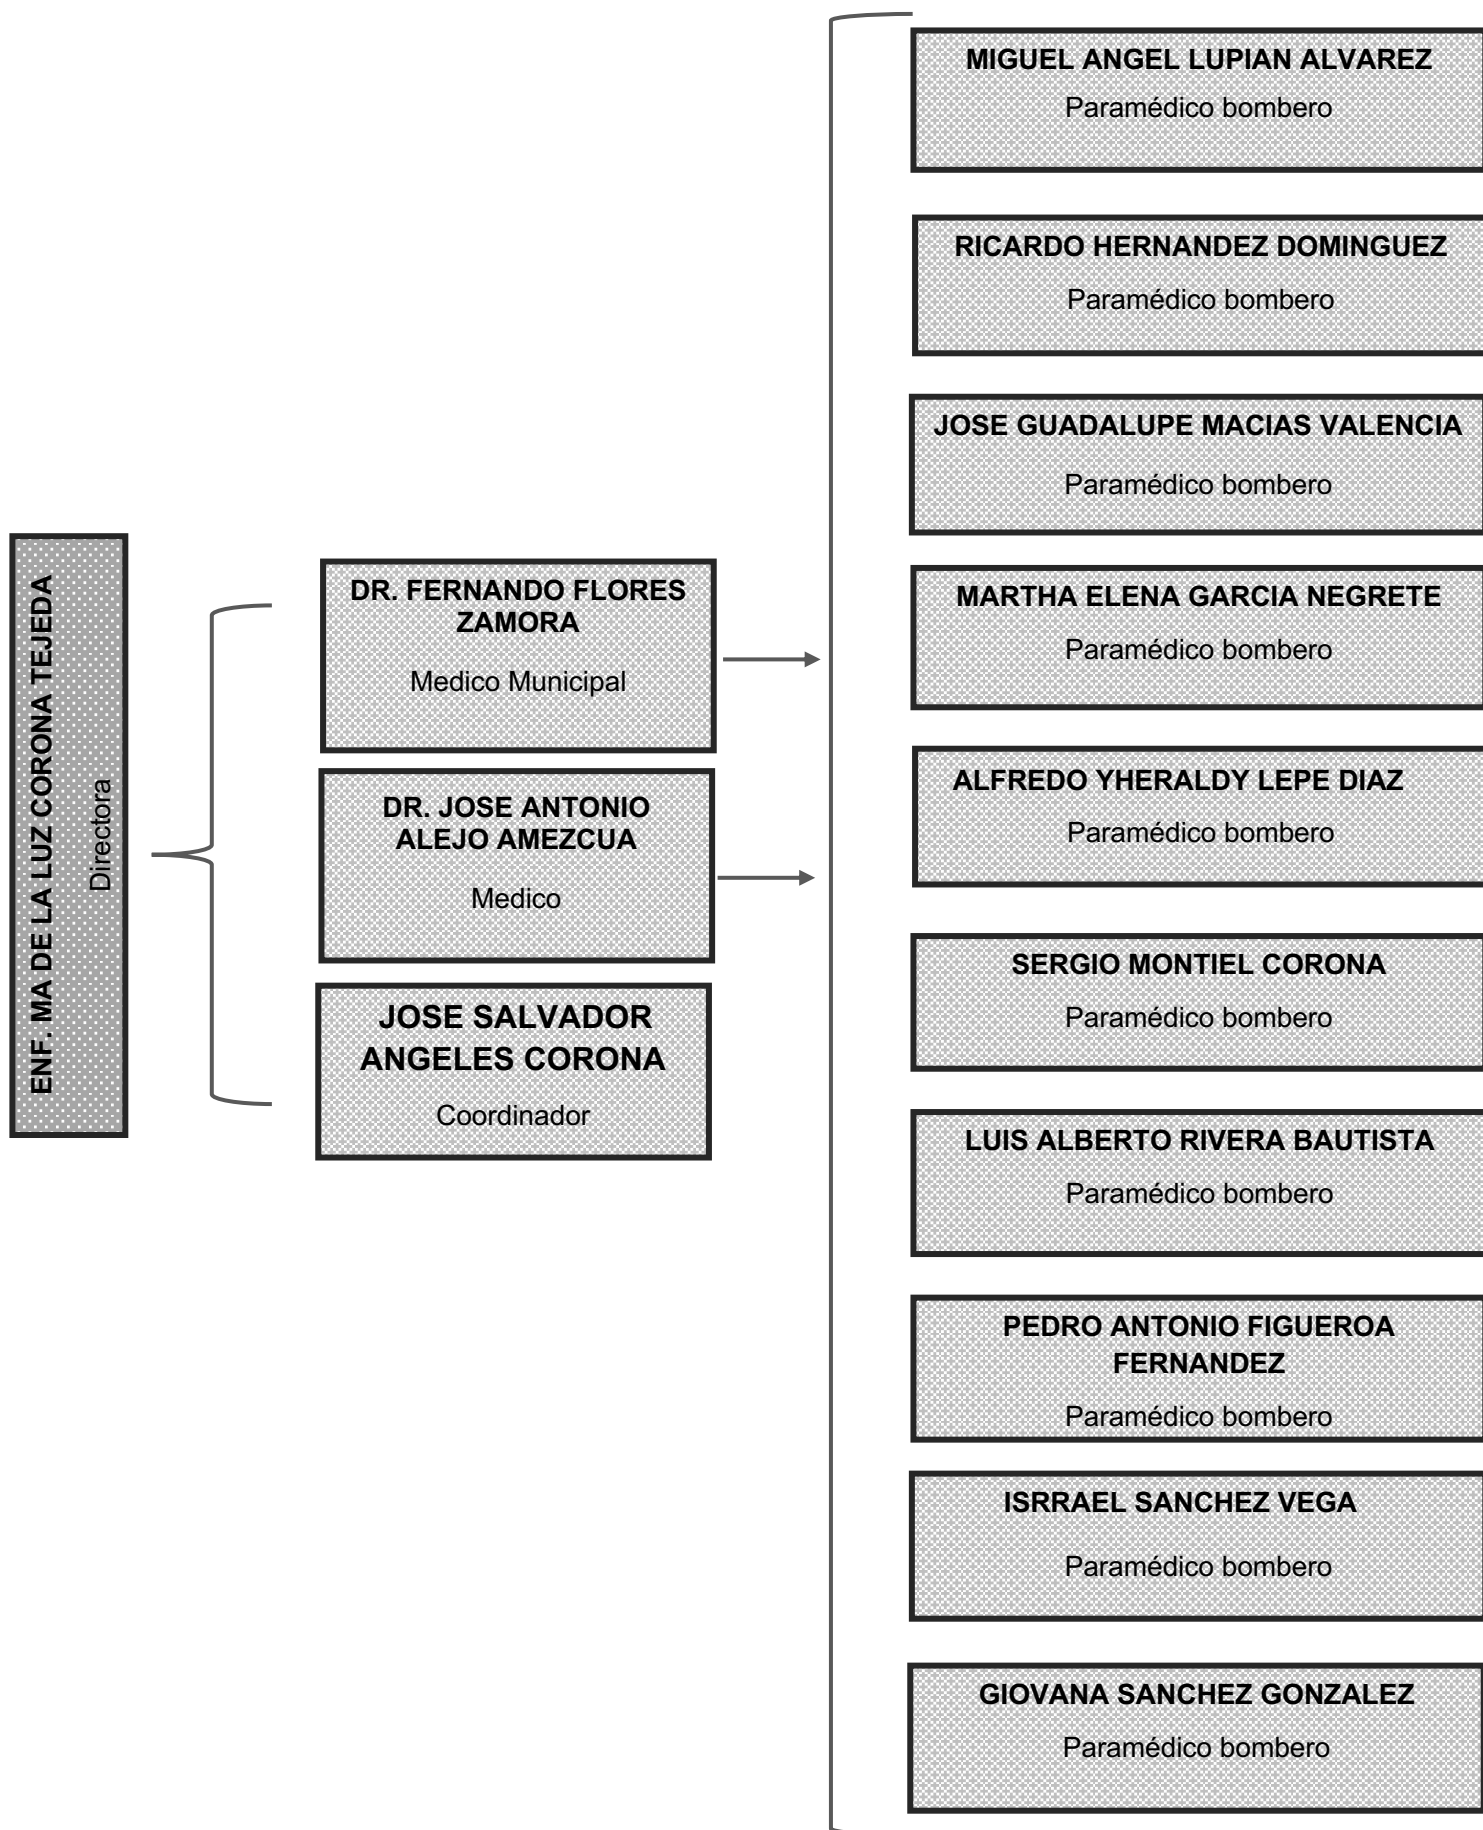 ENF. MA DE LA LUZ CORONA TEJEDA
Directora
DR. FERNANDO FLORES
ZAMORA
Medico Municipal
DR. JOSE ANTONIO
ALEJO AMEZCUA
Medico
JOSE SALVADOR
ANGELES CORONA
Coordinador
MIGUEL ANGEL LUPIAN ALVAREZ
Paramédico bombero
RICARDO HERNANDEZ DOMINGUEZ
Paramédico bombero
JOSE GUADALUPE MACIAS VALENCIA
Paramédico bombero
MARTHA ELENA GARCIA NEGRETE
Paramédico bombero
ALFREDO YHERALDY LEPE DIAZ
Paramédico bombero
SERGIO MONTIEL CORONA
Paramédico bombero
LUIS ALBERTO RIVERA BAUTISTA
Paramédico bombero
PEDRO ANTONIO FIGUEROA
FERNANDEZ
Paramédico bombero
ISRRAEL SANCHEZ VEGA
Paramédico bombero
GIOVANA SANCHEZ GONZALEZ
Paramédico bombero